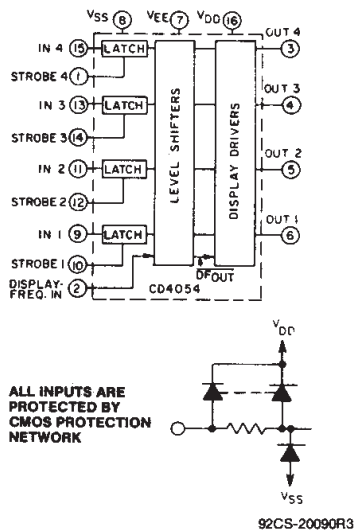 VSS 8 VEE 7 VDD 16
IN 4 15 LATCH OUT 4 3
STROBE 4 1
IN 3 13 LATCH OUT 3 4
STROBE 3 14
IN 2 11 LATCH OUT 2 5
STROBE 2 12
IN 1 9 LATCH OUT 1 6
STROBE 1 10
LEVEL SHIFTERS
DISPLAY DRIVERS
DISPLAY-
FREQ. IN 2
DFOUT
CD4054
VDD
ALL INPUTS ARE
PROTECTED BY
CMOS PROTECTION
NETWORK
VSS
92CS-20090R3